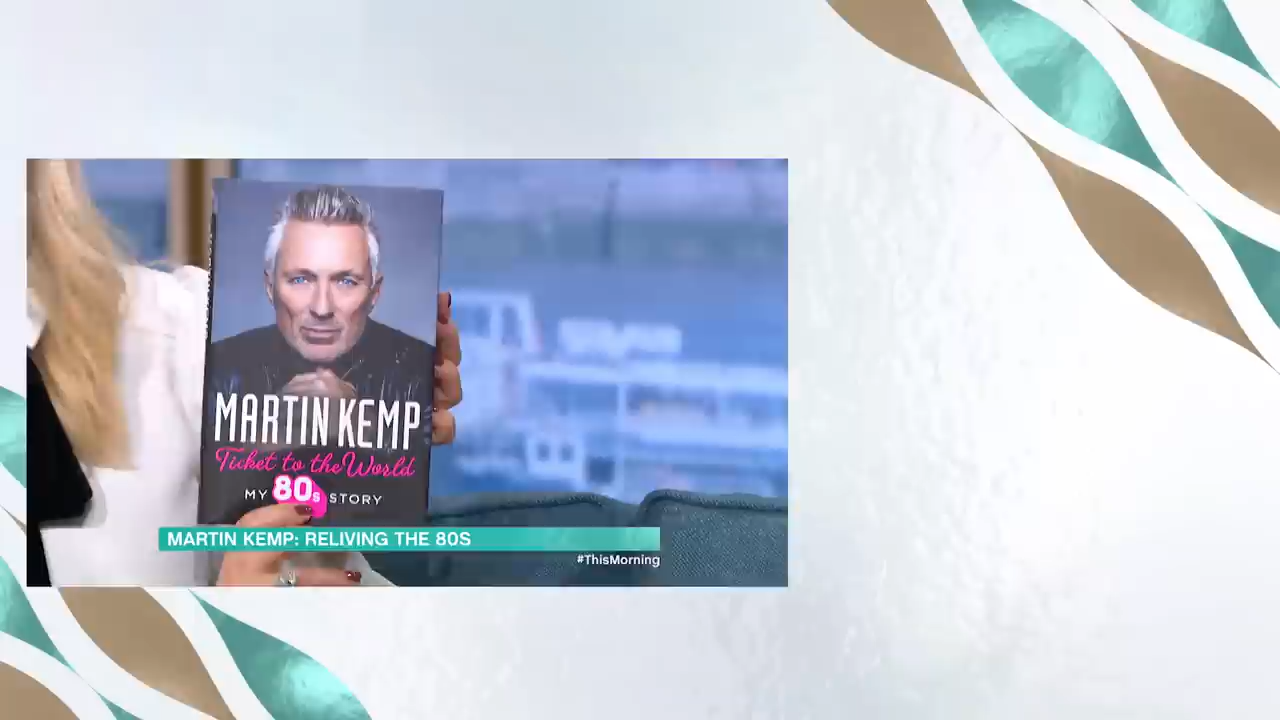 MARTIN KEMP
Ticket to the World
MY 80s STORY
MARTIN KEMP: RELIVING THE 80S
#ThisMorning